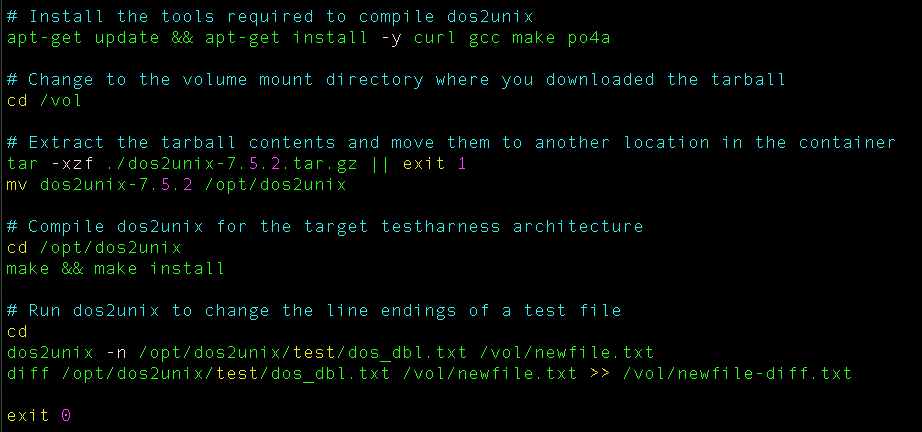 # Install the tools required to compile dos2unix
apt-get update && apt-get install -y curl gcc make po4a
# Change to the volume mount directory where you downloaded the tarball
cd /vol
# Extract the tarball contents and move them to another location in the container
tar -xzf ./dos2unix-7.5.2.tar.gz || exit 1
mv dos2unix-7.5.2 /opt/dos2unix
# Compile dos2unix for the target testharness architecture
cd /opt/dos2unix
make && make install
# Run dos2unix to change the line endings of a test file
cd
dos2unix -n /opt/dos2unix/test/dos_dbl.txt /vol/newfile.txt
diff /opt/dos2unix/test/dos_dbl.txt /vol/newfile.txt >> /vol/newfile-diff.txt
exit 0